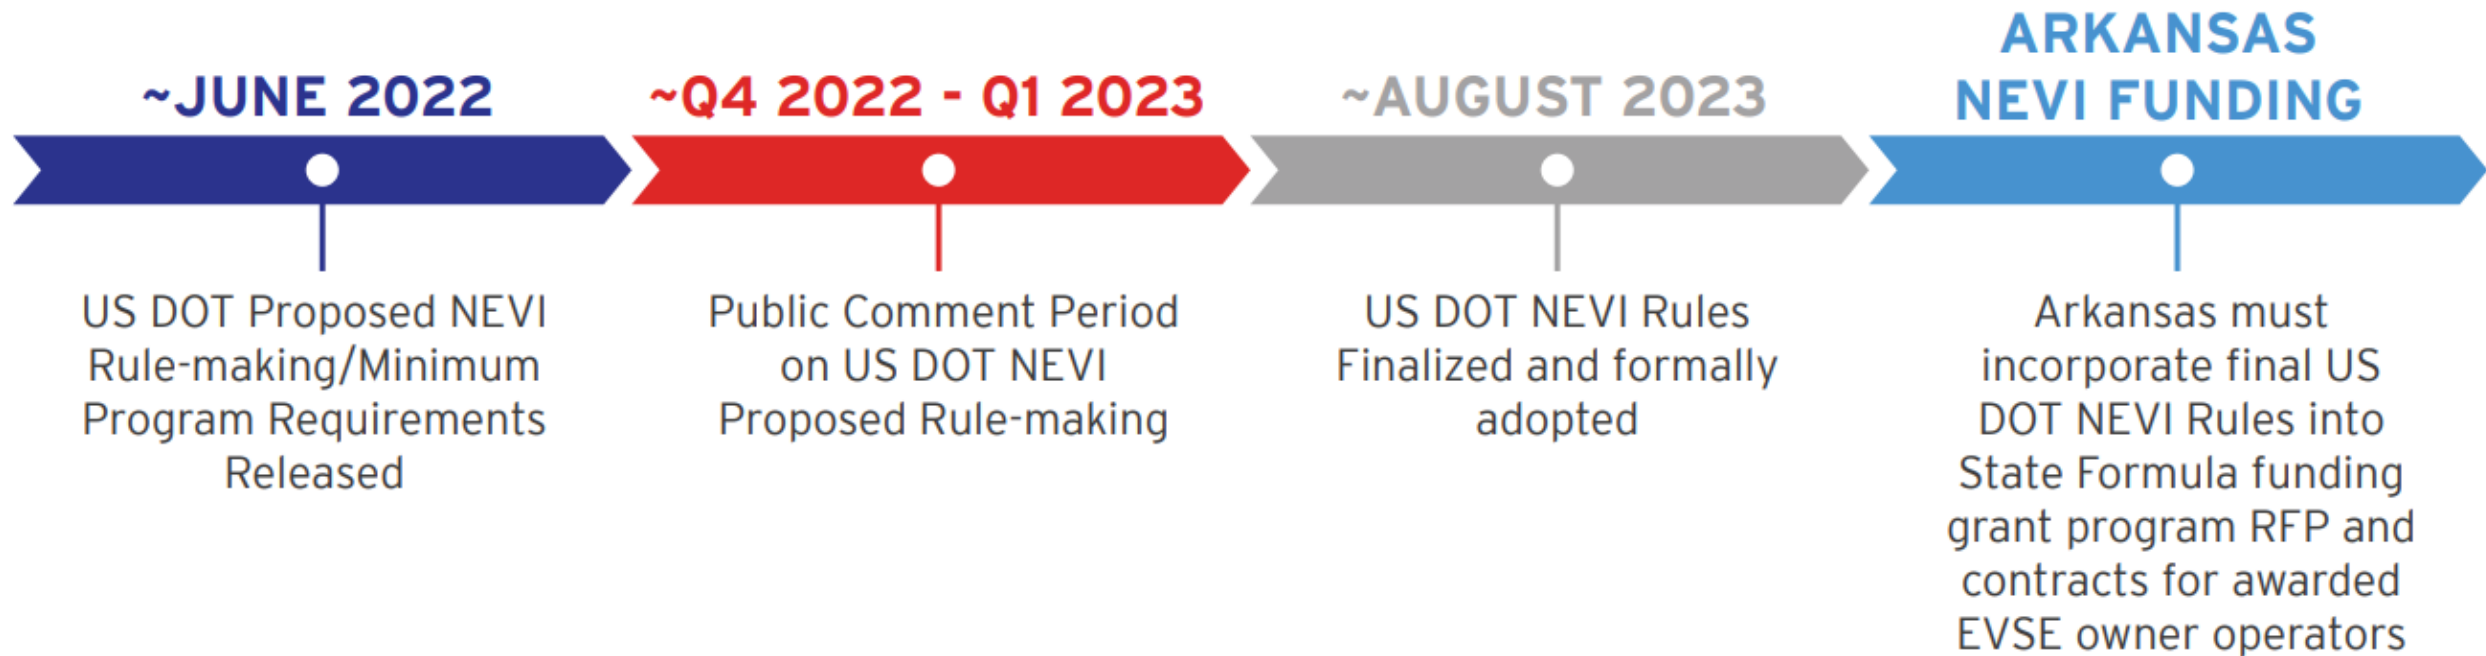 ~JUNE 2022
US DOT Proposed NEVI
Rule-making/Minimum
Program Requirements
Released
~Q4 2022 - Q1 2023
Public Comment Period
on US DOT NEVI
Proposed Rule-making
~AUGUST 2023
US DOT NEVI Rules
Finalized and formally
adopted
ARKANSAS
NEVI FUNDING
Arkansas must
incorporate final US
DOT NEVI Rules into
State Formula funding
grant program RFP and
contracts for awarded
EVSE owner operators